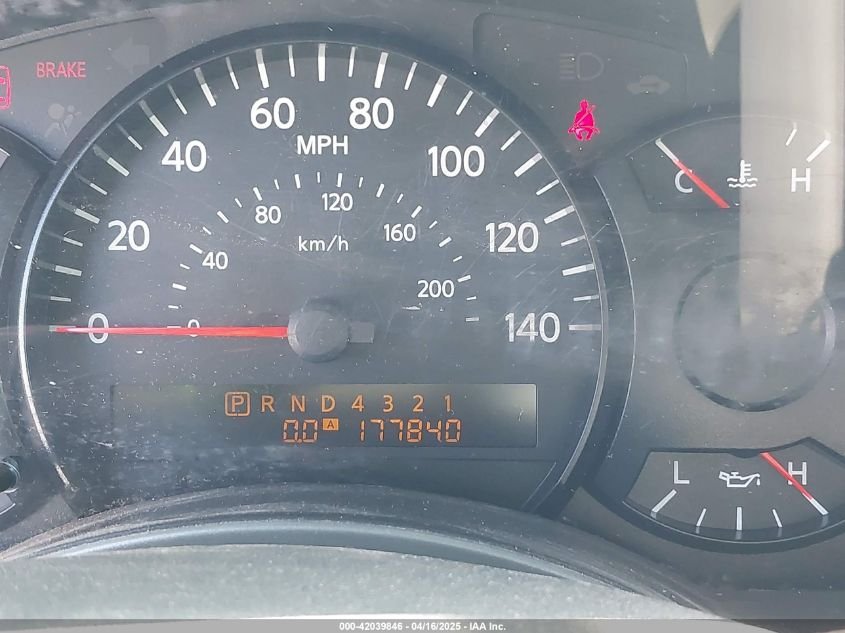 BRAKE
60 80
MPH
40 100
80 120
160
20 120
km/h
40
200
C H
0 0 140
P R N D 4 3 2 1
0.0 A 177840
L H
000-42039846 - 04/16/2025 - IAA Inc.